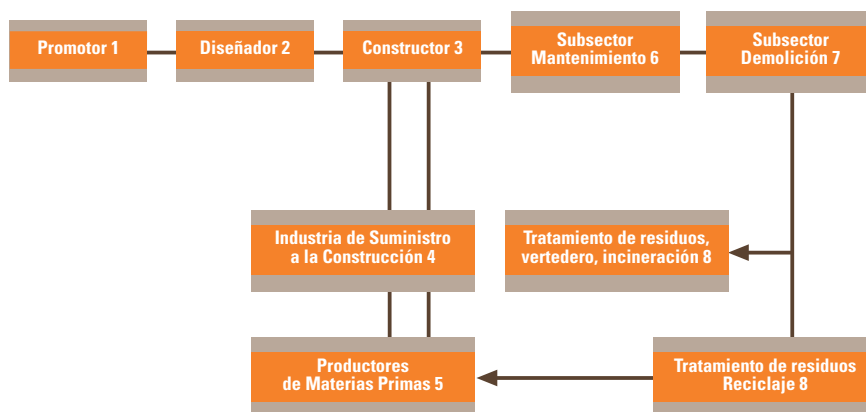 Promotor 1
Diseñador 2
Constructor 3
Subsector
Mantenimiento 6
Subsector
Demolición 7
Industria de Suministro
a la Construcción 4
Tratamiento de residuos,
vertedero, incineración 8
Productores
de Materias Primas 5
Tratamiento de residuos
Reciclaje 8